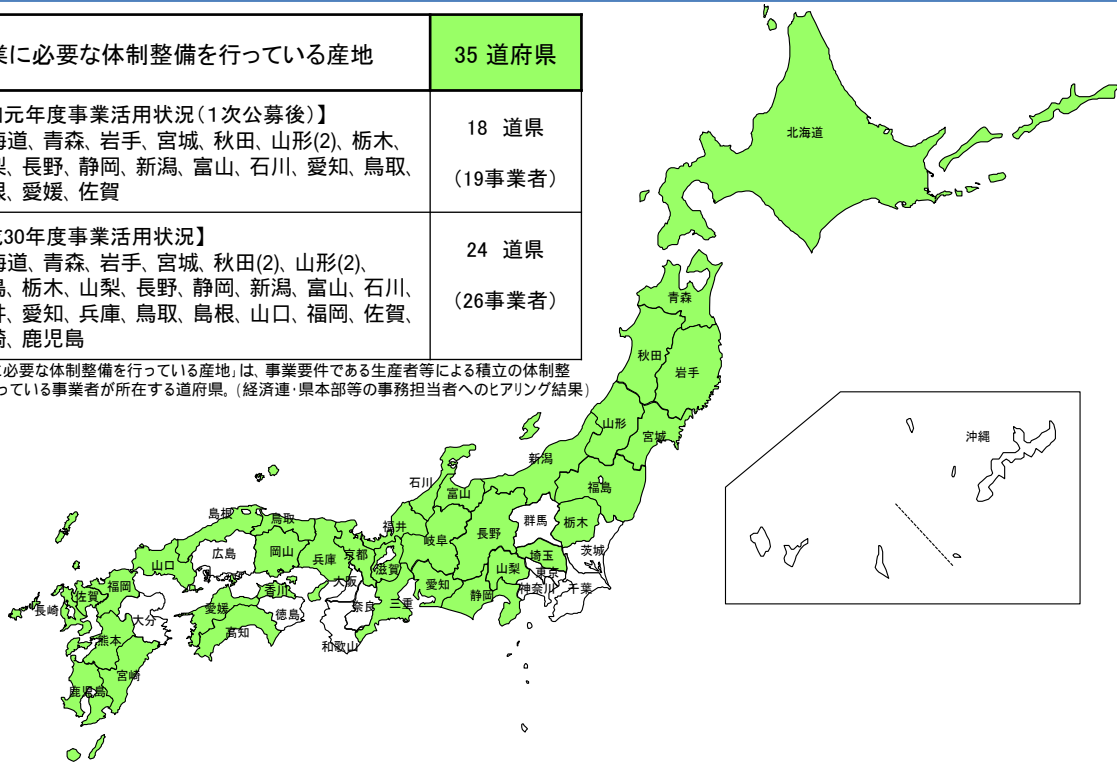 業に必要な体制整備を行っている産地
35 道府県
元年度事業活用状況（１次公募後）】
海道、青森、岩手、宮城、秋田、山形(2)、栃木、
梨、長野、静岡、新潟、富山、石川、愛知、鳥取、
根、愛媛、佐賀
18 道県
（19事業者）
30年度事業活用状況】
海道、青森、岩手、宮城、秋田(2)、山形(2)、
島、栃木、山梨、長野、静岡、新潟、富山、石川、
井、愛知、兵庫、鳥取、島根、山口、福岡、佐賀、
崎、鹿児島
24 道県
（26事業者）
必要な体制整備を行っている産地」は、事業要件である生産者等による積立の体制整
っている事業者が所在する道府県。（経済連・県本部等の事務担当者へのヒアリング結果）
北海道
青森
秋田
岩手
山形
宮城
新潟
福島
石川
富山
群馬
栃木
茨城
長野
埼玉
東京
山梨
神奈川
千葉
静岡
福井
岐阜
愛知
滋賀
京都
三重
大阪
奈良
和歌山
兵庫
鳥取
島根
岡山
広島
山口
香川
徳島
愛媛
高知
福岡
佐賀
長崎
大分
熊本
宮崎
鹿児島
沖縄